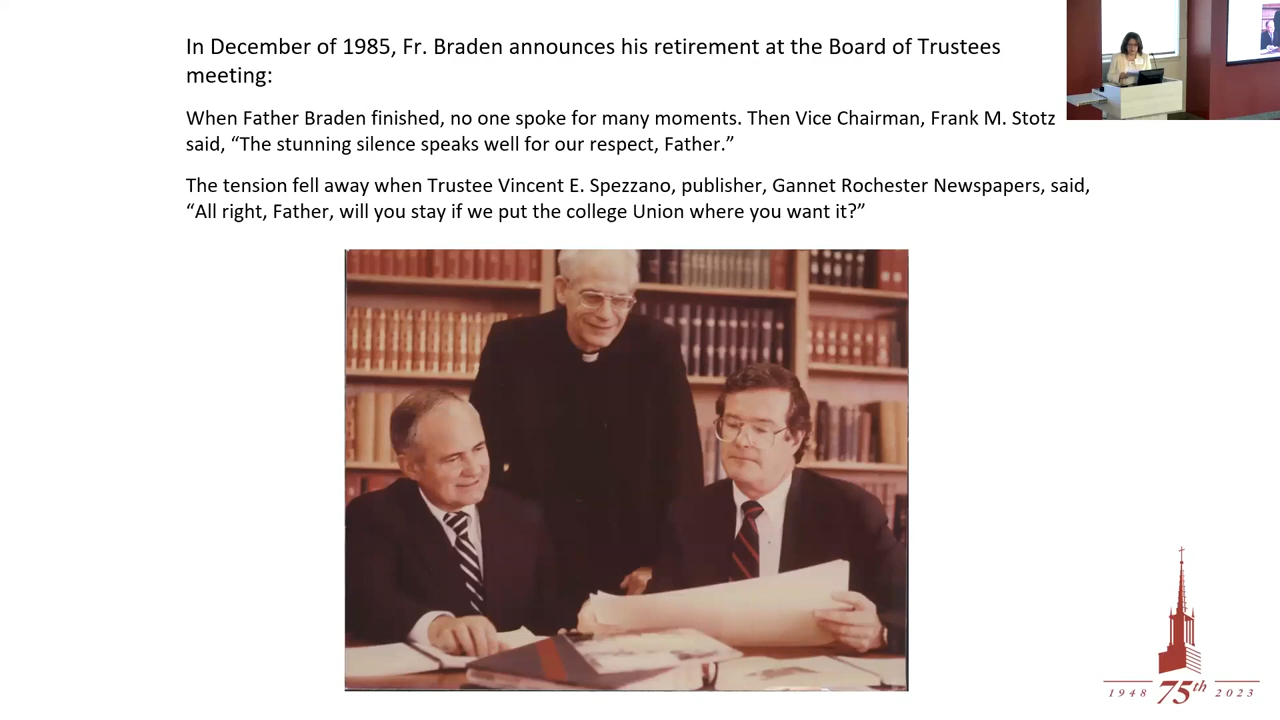 In December of 1985, Fr. Braden announces his retirement at the Board of Trustees
meeting:
When Father Braden finished, no one spoke for many moments. Then Vice Chairman, Frank M. Stotz
said, “The stunning silence speaks well for our respect, Father.”
The tension fell away when Trustee Vincent E. Spezzano, publisher, Gannet Rochester Newspapers, said,
“All right, Father, will you stay if we put the college Union where you want it?”
1948 75th 2023